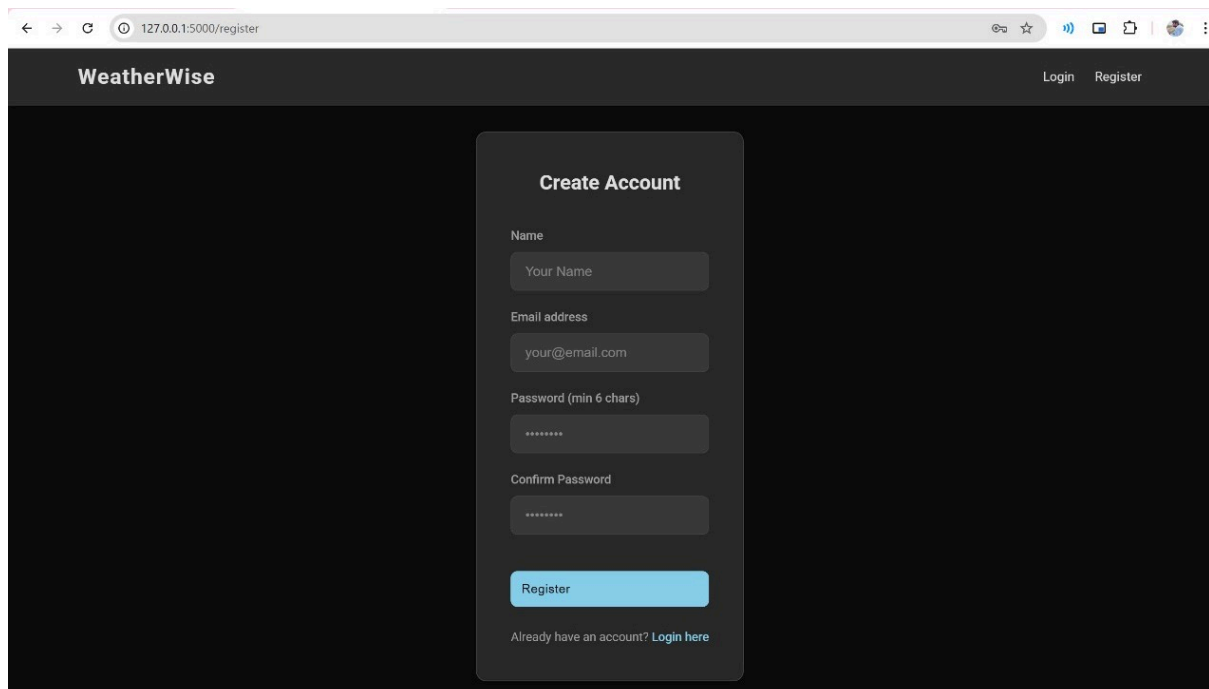 127.0.0.1:5000/register
WeatherWise
Login Register
Create Account
Name
Your Name
Email address
your@email.com
Password (min 6 chars)
••••••••
Confirm Password
••••••••
Register
Already have an account? Login here